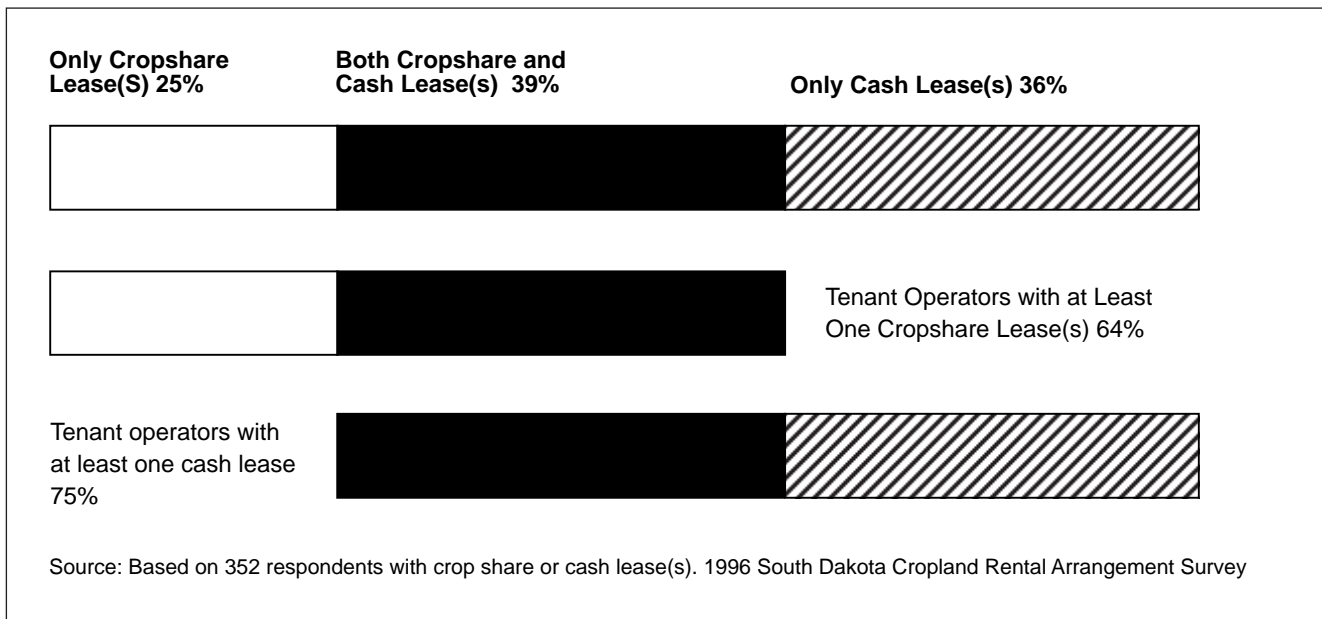 Only Cropshare
Lease(S) 25%
Both Cropshare and
Cash Lease(s) 39%
Only Cash Lease(s) 36%
Tenant Operators with at Least
One Cropshare Lease(s) 64%
Tenant operators with
at least one cash lease
75%
Source: Based on 352 respondents with crop share or cash lease(s). 1996 South Dakota Cropland Rental Arrangement Survey